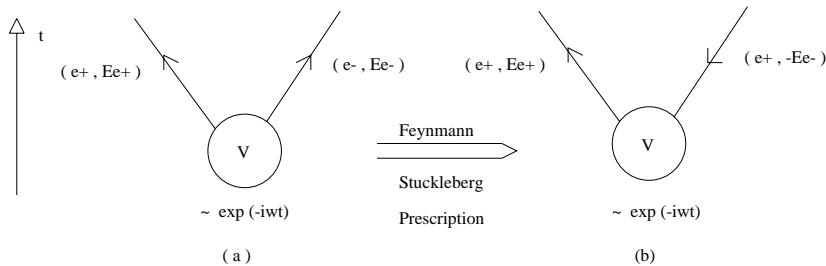 t
( e+ , Ee+ )
( e- , Ee- )
V
~ exp (-iwt)
( a )
Feynmann
Stuckleberg
Prescription
( e+ , Ee+ )
( e+ , -Ee- )
V
~ exp (-iwt)
(b)